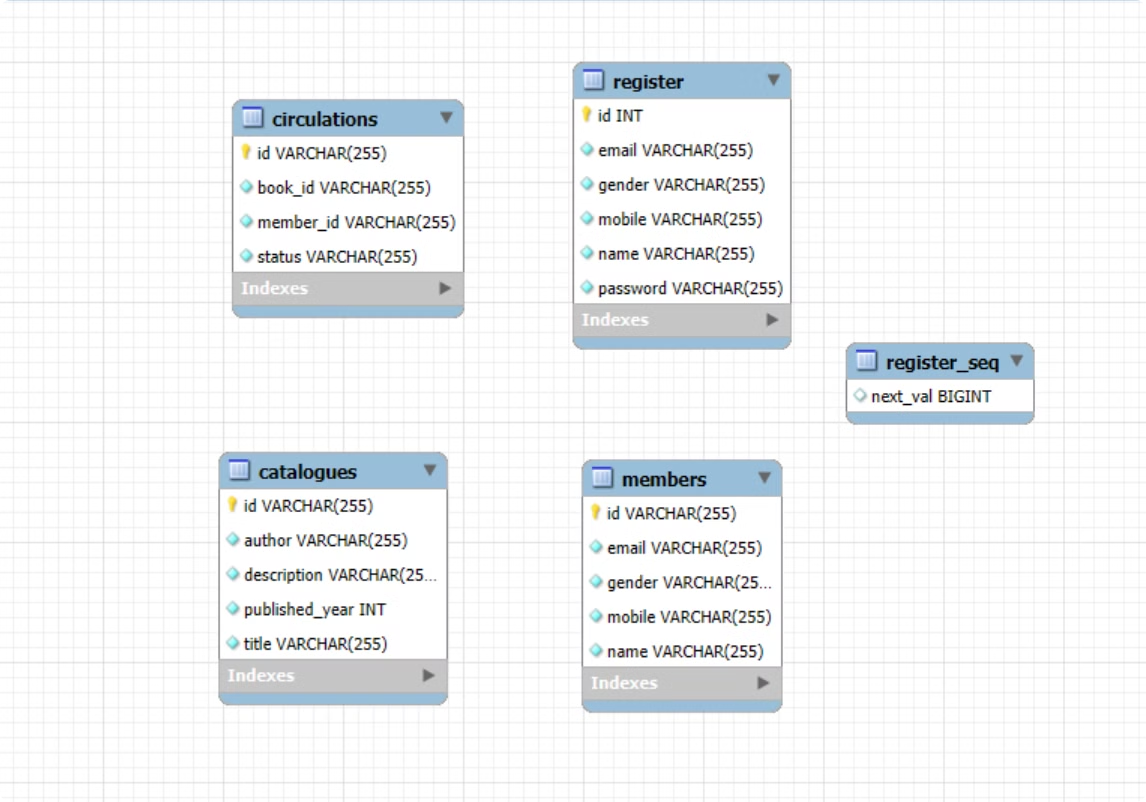 circulations
id VARCHAR(255)
book_id VARCHAR(255)
member_id VARCHAR(255)
status VARCHAR(255)
Indexes
register
id INT
email VARCHAR(255)
gender VARCHAR(255)
mobile VARCHAR(255)
name VARCHAR(255)
password VARCHAR(255)
Indexes
register_seq
next_val BIGINT
catalogues
id VARCHAR(255)
author VARCHAR(255)
description VARCHAR(25...
published_year INT
title VARCHAR(255)
Indexes
members
id VARCHAR(255)
email VARCHAR(255)
gender VARCHAR(25...
mobile VARCHAR(255)
name VARCHAR(255)
Indexes